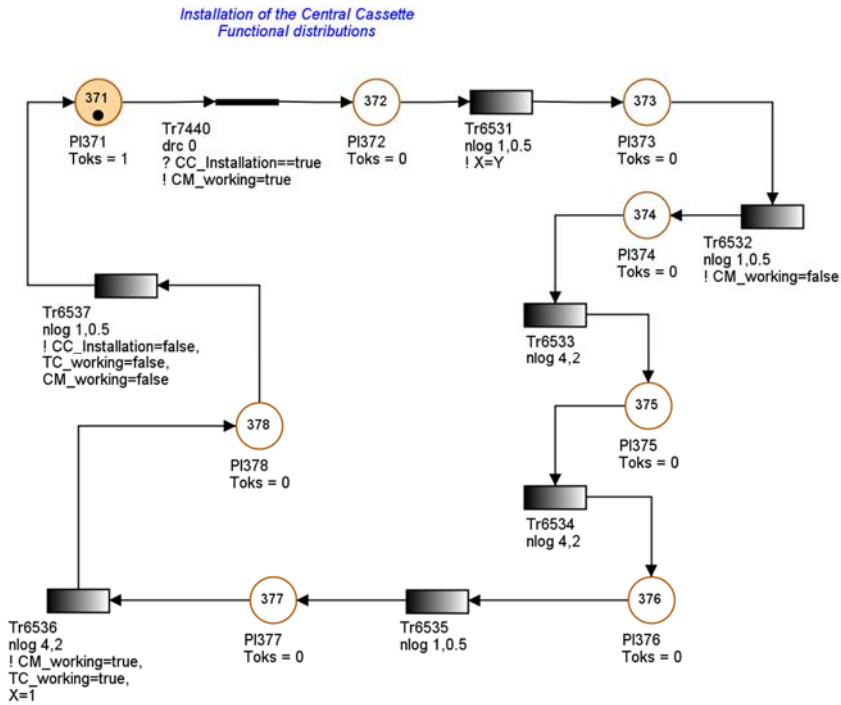 Installation of the Central Cassette
Functional distributions
371
Pl371
Toks = 1
Tr7440
drc 0
? CC_Installation==true
! CM_working=true
372
Pl372
Toks = 0
Tr6531
nlog 1,0.5
! X=Y
373
Pl373
Toks = 0
374
Pl374
Toks = 0
Tr6532
nlog 1,0.5
! CM_working=false
Tr6537
nlog 1,0.5
! CC_Installation=false,
TC_working=false,
CM_working=false
Tr6533
nlog 4,2
375
Pl375
Toks = 0
378
Pl378
Toks = 0
Tr6534
nlog 4,2
Tr6536
nlog 4,2
! CM_working=true,
TC_working=true,
X=1
377
Pl377
Toks = 0
Tr6535
nlog 1,0.5
376
Pl376
Toks = 0